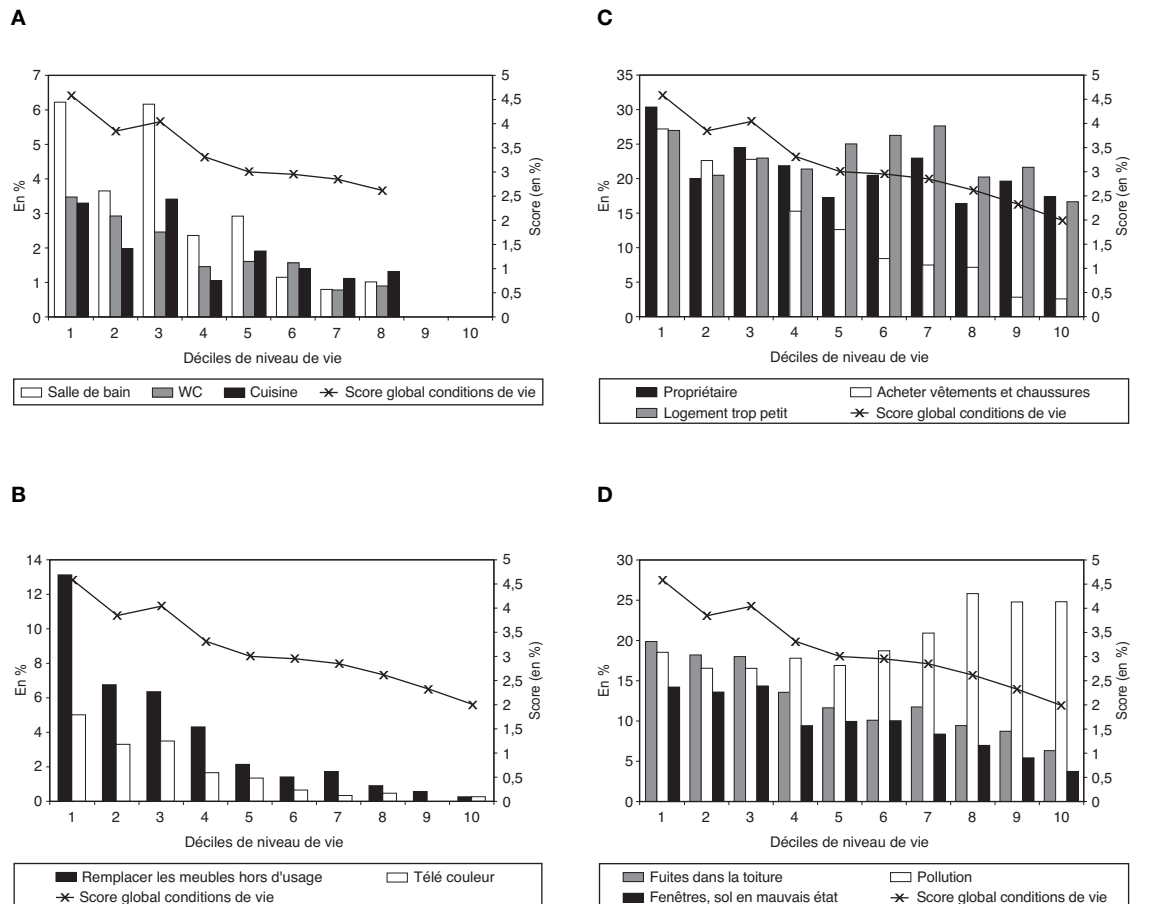 A
7
6
5
4
3
2
1
0
En %
5
4,5
4
3,5
3
2,5
2
1,5
1
0,5
0
Score (en %)
1 2 3 4 5 6 7 8 9 10
Déciles de niveau de vie
Salle de bain WC Cuisine Score global conditions de vie
C
35
30
25
20
15
10
5
0
En %
5
4,5
4
3,5
3
2,5
2
1,5
1
0,5
0
Score (en %)
1 2 3 4 5 6 7 8 9 10
Déciles de niveau de vie
Propriétaire Acheter vêtements et chaussures
Logement trop petit Score global conditions de vie
B
14
12
10
8
6
4
2
0
En %
5
4,5
4
3,5
3
2,5
2
1,5
1
0,5
0
Score (en %)
1 2 3 4 5 6 7 8 9 10
Déciles de niveau de vie
Remplacer les meubles hors d'usage Télé couleur
Score global conditions de vie
D
30
25
20
15
10
5
0
En %
5
4,5
4
3,5
3
2,5
2
1,5
1
0,5
0
Score (en %)
1 2 3 4 5 6 7 8 9 10
Déciles de niveau de vie
Fuites dans la toiture Pollution
Fenêtres, sol en mauvais état Score global conditions de vie